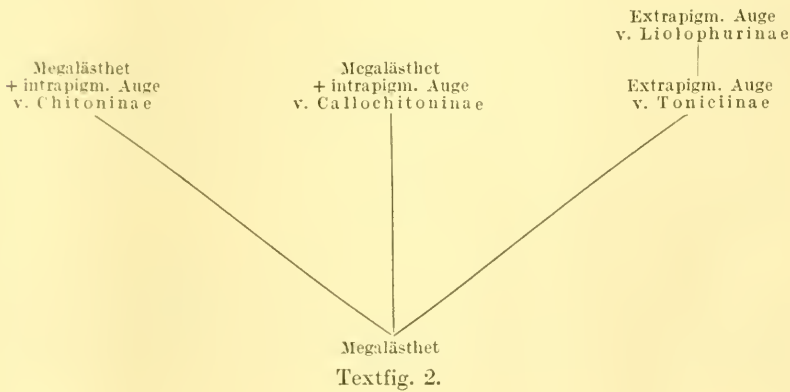 Extrapigm. Auge
v. Liolophurinae
Megalästhet
+ intrapigm. Auge
v. Chitoninae
Megalästhet
+ intrapigm. Auge
v. Callochitoninae
Extrapigm. Auge
v. Toniciinae
Megalästhet
Textfig. 2.